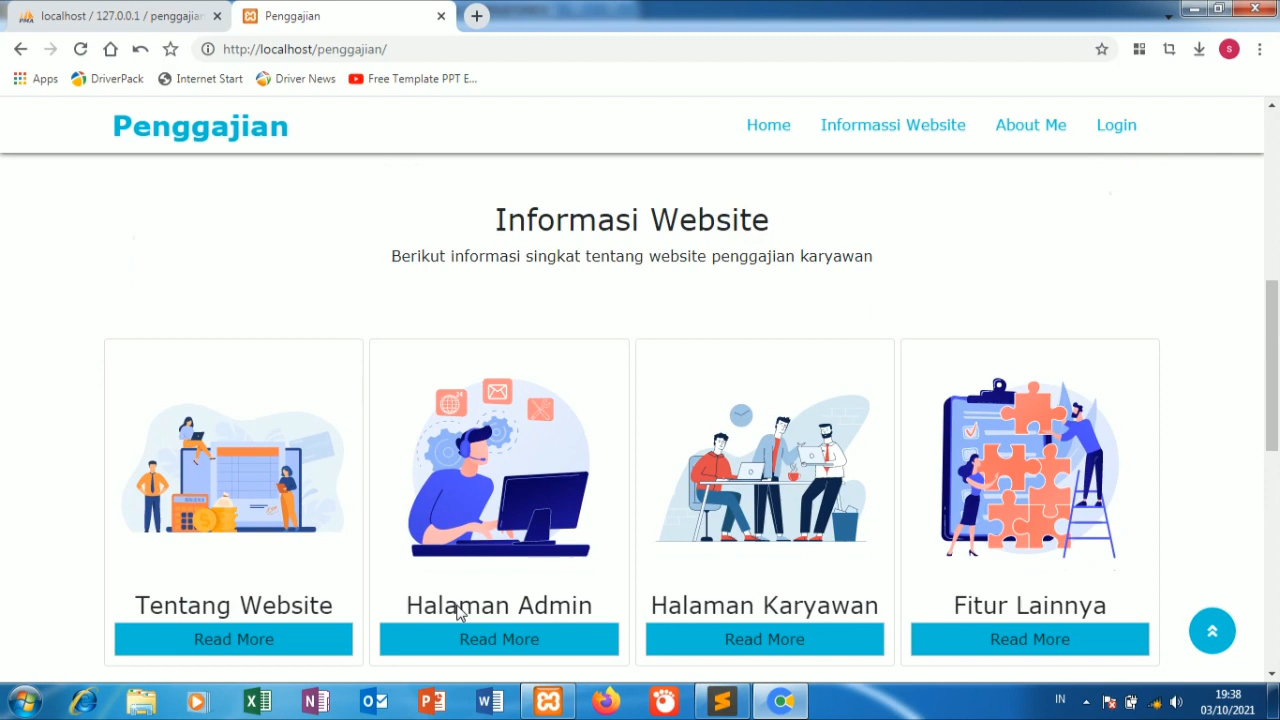 localhost / 127.0.0.1 / penggajian
Penggajian
http://localhost/penggajian/
S
Apps
DriverPack
Internet Start
Driver News
Free Template PPT E...
Penggajian
Home
Informassi Website
About Me
Login
Informasi Website
Berikut informasi singkat tentang website penggajian karyawan
Tentang Website
Halaman Admin
Halaman Karyawan
Fitur Lainnya
Read More
Read More
Read More
Read More
IN
19:38
03/10/2021